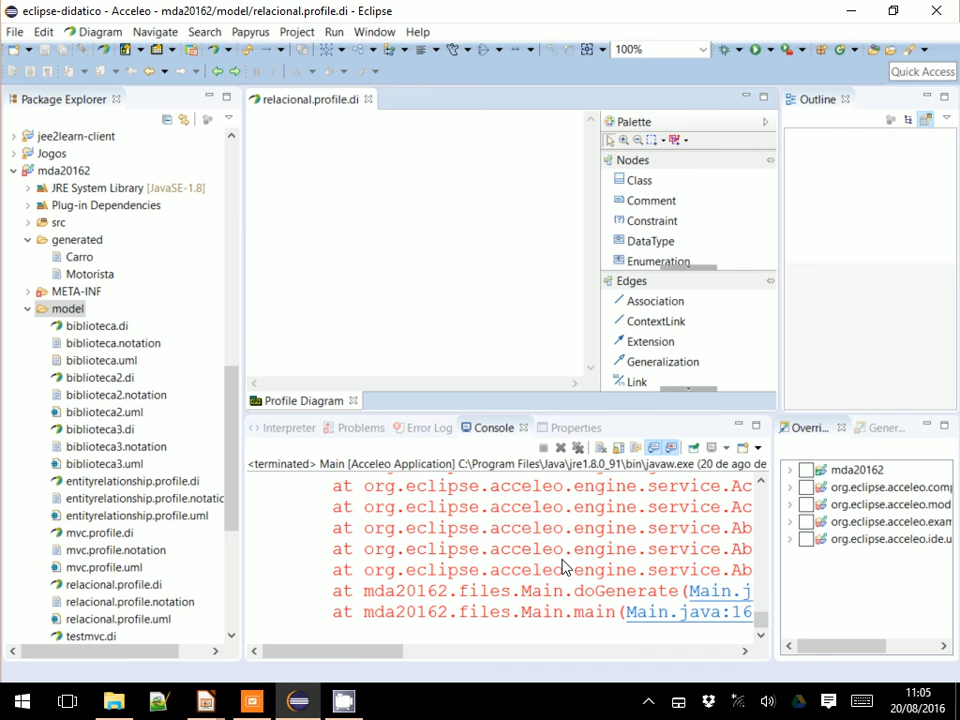 eclipse-didatico - Acceleo - mda20162/model/relacional.profile.di - Eclipse
File Edit Diagram Navigate Search Papyrus Project Run Window Help
100%
Quick Access
Package Explorer
relacional.profile.di
Outline
jee2learn-client
Jogos
mda20162
JRE System Library [JavaSE-1.8]
Plug-in Dependencies
src
generated
Carro
Motorista
META-INF
model
biblioteca.di
biblioteca.notation
biblioteca.uml
biblioteca2.di
biblioteca2.notation
biblioteca2.uml
biblioteca3.di
biblioteca3.notation
biblioteca3.uml
entityrelationship.profile.di
entityrelationship.profile.notatic
entityrelationship.profile.uml
mvc.profile.di
mvc.profile.notation
mvc.profile.uml
relacional.profile.di
relacional.profile.notation
relacional.profile.uml
testmvc.di
Palette
Nodes
Class
Comment
Constraint
DataType
Enumeration
Edges
Association
ContextLink
Extension
Generalization
Link
Profile Diagram
Interpreter Problems Error Log Console Properties
<terminated> Main [Acceleo Application] C:\Program Files\Java\jre1.8.0_91\bin\javaw.exe (20 de ago de
at org.eclipse.acceleo.engine.service.Ac
at org.eclipse.acceleo.engine.service.Ac
at org.eclipse.acceleo.engine.service.Ab
at org.eclipse.acceleo.engine.service.Ab
at org.eclipse.acceleo.engine.service.Ab
at mda20162.files.Main.doGenerate(Main.j
at mda20162.files.Main.main(Main.java:16
Overri... Gener...
mda20162
org.eclipse.acceleo.com
org.eclipse.acceleo.mod
org.eclipse.acceleo.exam
org.eclipse.acceleo.ide.u
11:05
20/08/2016